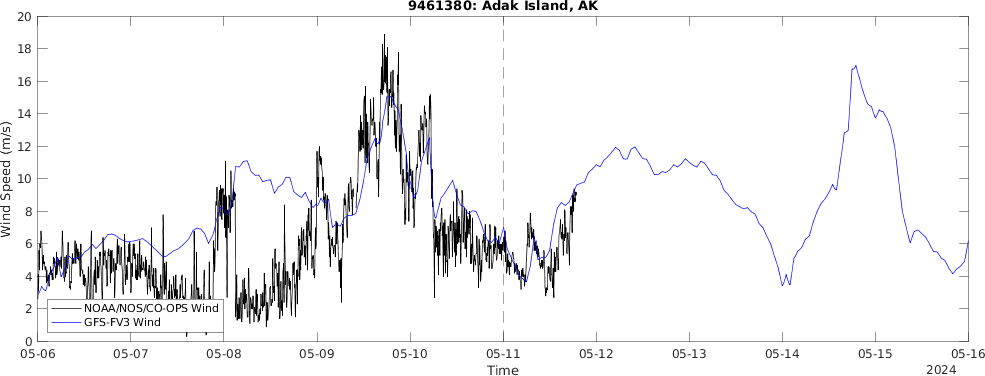 9461380: Adak Island, AK
Wind Speed (m/s)
20
18
16
14
12
10
8
6
4
2
0
NOAA/NOS/CO-OPS Wind
GFS-FV3 Wind
05-06 05-07 05-08 05-09 05-10 05-11 05-12 05-13 05-14 05-15 05-16
Time
2024